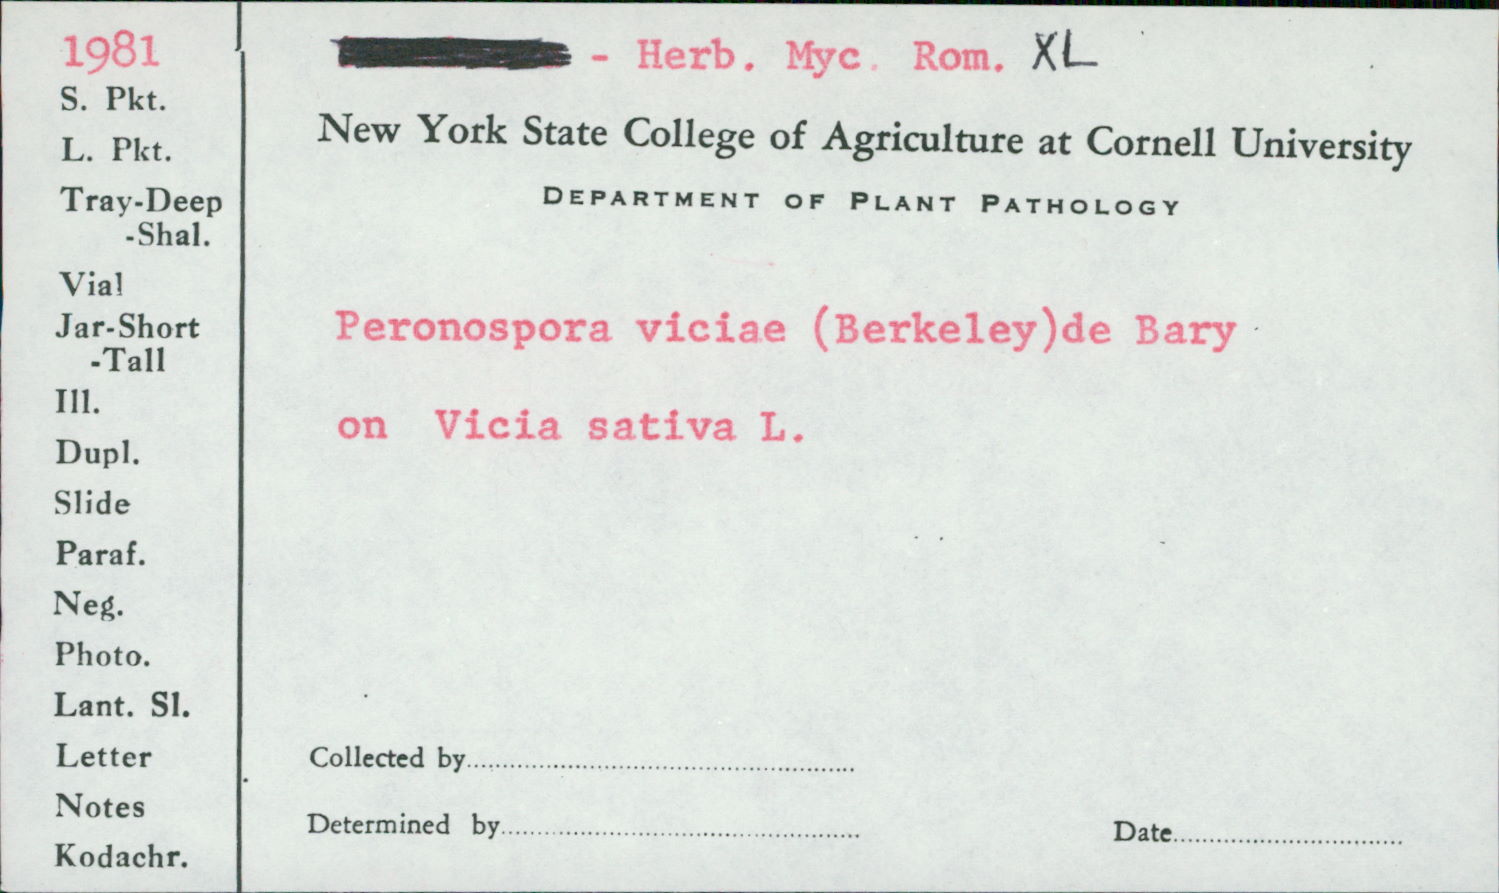 1981
S. Pkt.
L. Pkt.
Tray-Deep
-Shal.
Vial
Jar-Short
-Tall
Ill.
Dupl.
Slide
Paraf.
Neg.
Photo.
Lant. Sl.
Letter
Notes
Kodachr.
- Herb. Myc. Rom. XL
New York State College of Agriculture at Cornell University
DEPARTMENT OF PLANT PATHOLOGY
Peronospora viciae (Berkeley)de Bary
on Vicia sativa L.
Collected by
Determined by
Date